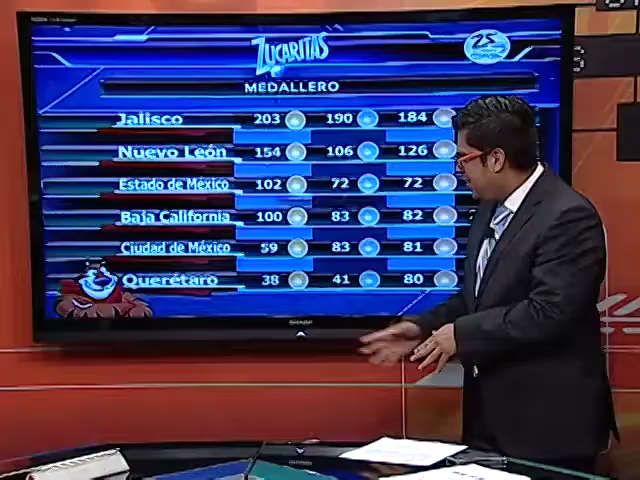 ZUCARITAS
MEDALLERO
Jalisco 203 190 184
Nuevo León 154 106 126
Estado de México 102 72 72
Baja California 100 83 82
Ciudad de México 59 83 81
Querétaro 38 41 80